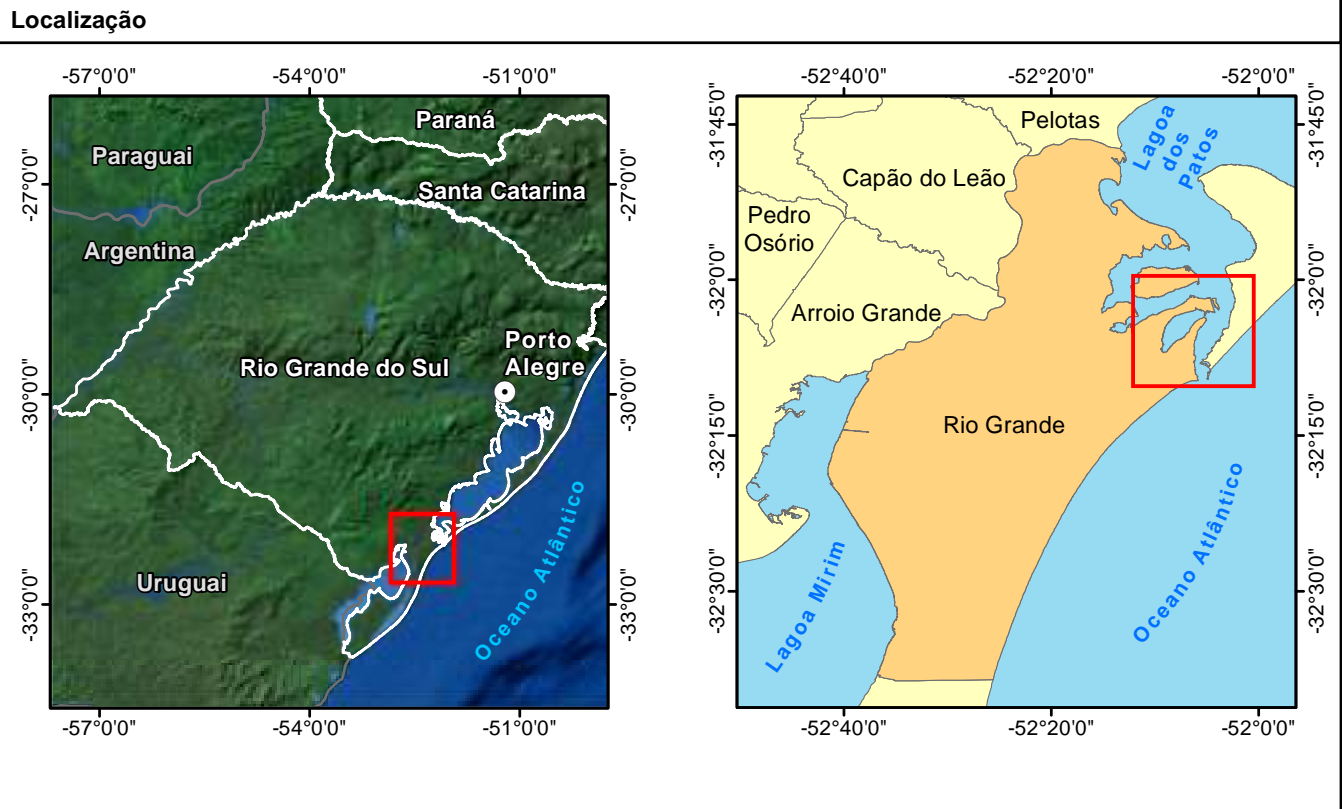 Localização
-57°0'0"
-54°0'0"
-51°0'0"
-27°0'0"
-30°0'0"
-33°0'0"
Paraná
Paraguai
Santa Catarina
Argentina
Porto
Alegre
Rio Grande do Sul
Uruguai
Oceano Atlântico
-27°0'0"
-30°0'0"
-33°0'0"
-57°0'0"
-54°0'0"
-51°0'0"
-52°40'0"
-52°20'0"
-52°0'0"
-31°45'0"
-32°0'0"
-32°15'0"
-32°30'0"
Pelotas
Lagoa
dos
Patos
Capão do Leão
Pedro
Osório
Arroio Grande
Rio Grande
Lagoa Mirim
Oceano Atlântico
-31°45'0"
-32°0'0"
-32°15'0"
-32°30'0"
-52°40'0"
-52°20'0"
-52°0'0"